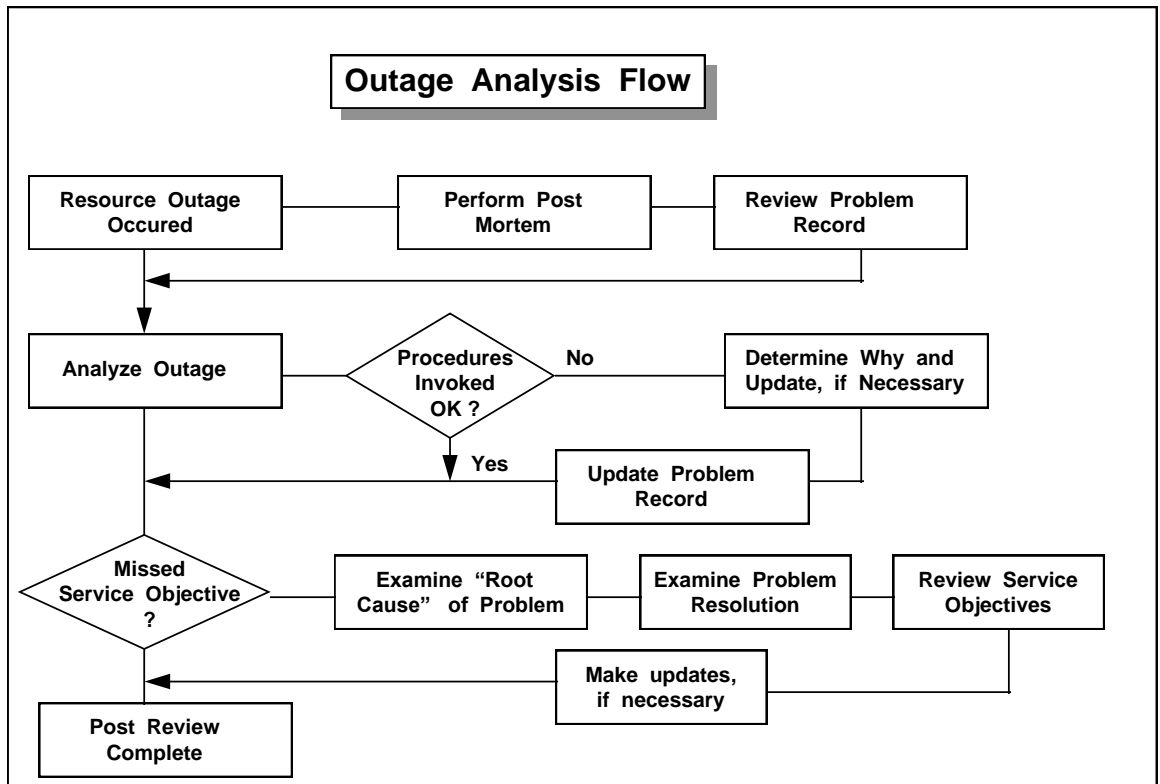 Outage Analysis Flow
Resource Outage
Occured
Perform Post
Mortem
Review Problem
Record
Analyze Outage
Procedures
Invoked
OK ?
No
Determine Why and
Update, if Necessary
Yes
Update Problem
Record
Missed
Service Objective
?
Examine “Root
Cause” of Problem
Examine Problem
Resolution
Review Service
Objectives
Make updates,
if necessary
Post Review
Complete